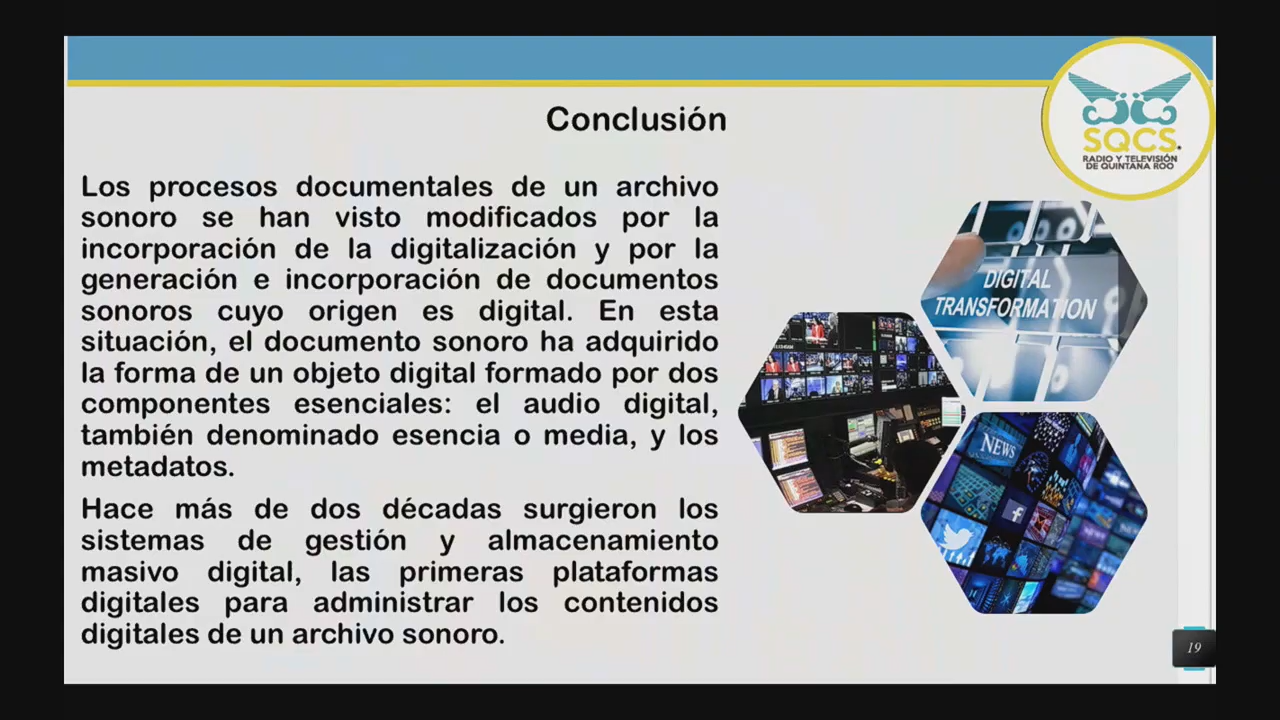 Conclusión
SQCS.
RADIO Y TELEVISIÓN
DE QUINTANA ROO
Los procesos documentales de un archivo
sonoro se han visto modificados por la
incorporación de la digitalización y por la
generación e incorporación de documentos
sonoros cuyo origen es digital. En esta
situación, el documento sonoro ha adquirido
la forma de un objeto digital formado por dos
componentes esenciales: el audio digital,
también denominado esencia o media, y los
metadatos.
Hace más de dos décadas surgieron los
sistemas de gestión y almacenamiento
masivo digital, las primeras plataformas
digitales para administrar los contenidos
digitales de un archivo sonoro.
DIGITAL
TRANSFORMATION
NEWS
19